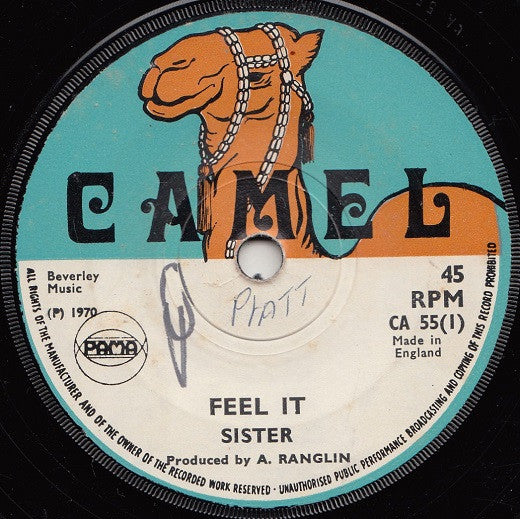 CAMEL
Beverley
Music
(P) 1970
PAMA
45
RPM
CA 55(1)
Made in
England
Pratt
FEEL IT
SISTER
Produced by A. RANGLIN
ALL RIGHTS OF THE MANUFACTURER AND OF THE OWNER OF THE RECORDED WORK RESERVED - UNAUTHORISED PUBLIC PERFORMANCE BROADCASTING AND COPYING OF THIS RECORD PROHIBITED